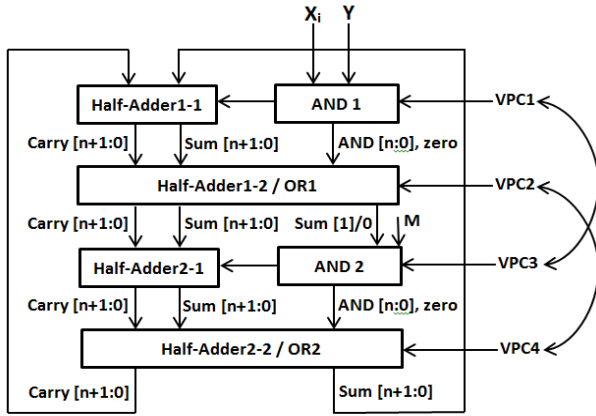 Xi Y
Half-Adder1-1
AND 1
VPC1
Carry [n+1:0]
Sum [n+1:0]
AND [n:0], zero
Half-Adder1-2 / OR1
VPC2
Carry [n+1:0]
Sum [n+1:0]
Sum [1]/0
M
Half-Adder2-1
AND 2
VPC3
Carry [n+1:0]
Sum [n+1:0]
AND [n:0], zero
Half-Adder2-2 / OR2
VPC4
Carry [n+1:0]
Sum [n+1:0]